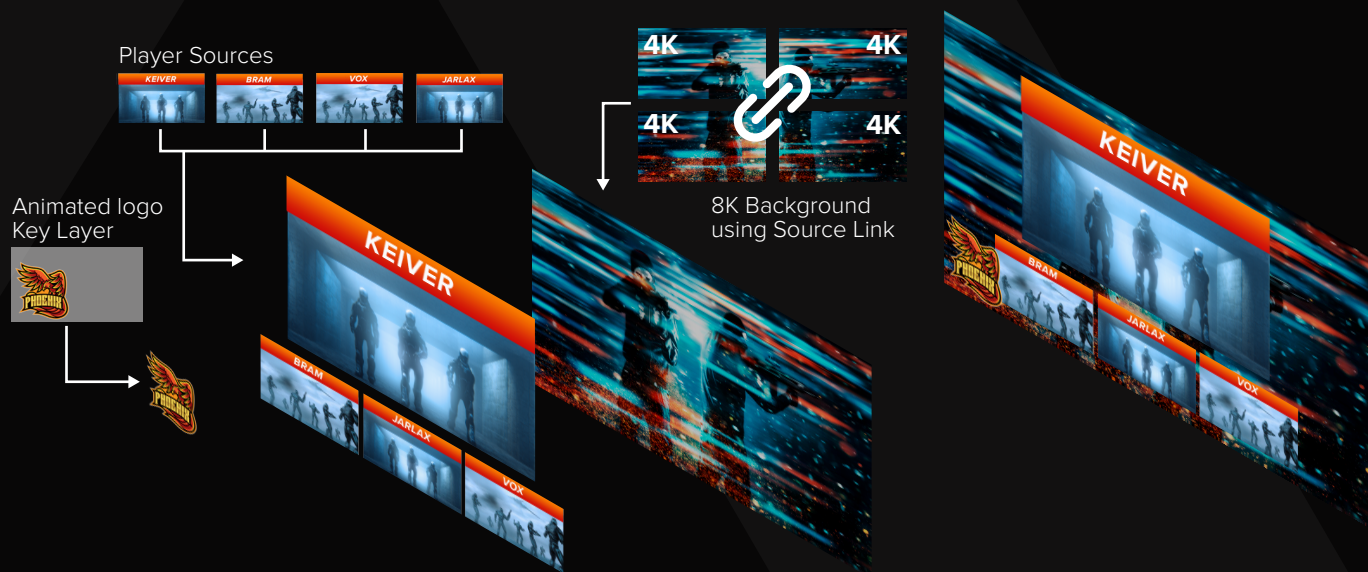 Player Sources
KEIVER
BRAM
VOX
JARLAX
Animated logo
Key Layer
PHOENIX
PHOENIX
KEIVER
BRAM
JARLAX
VOX
4K
4K
4K
4K
8K Background
using Source Link
KEIVER
PHOENIX
BRAM
JARLAX
VOX